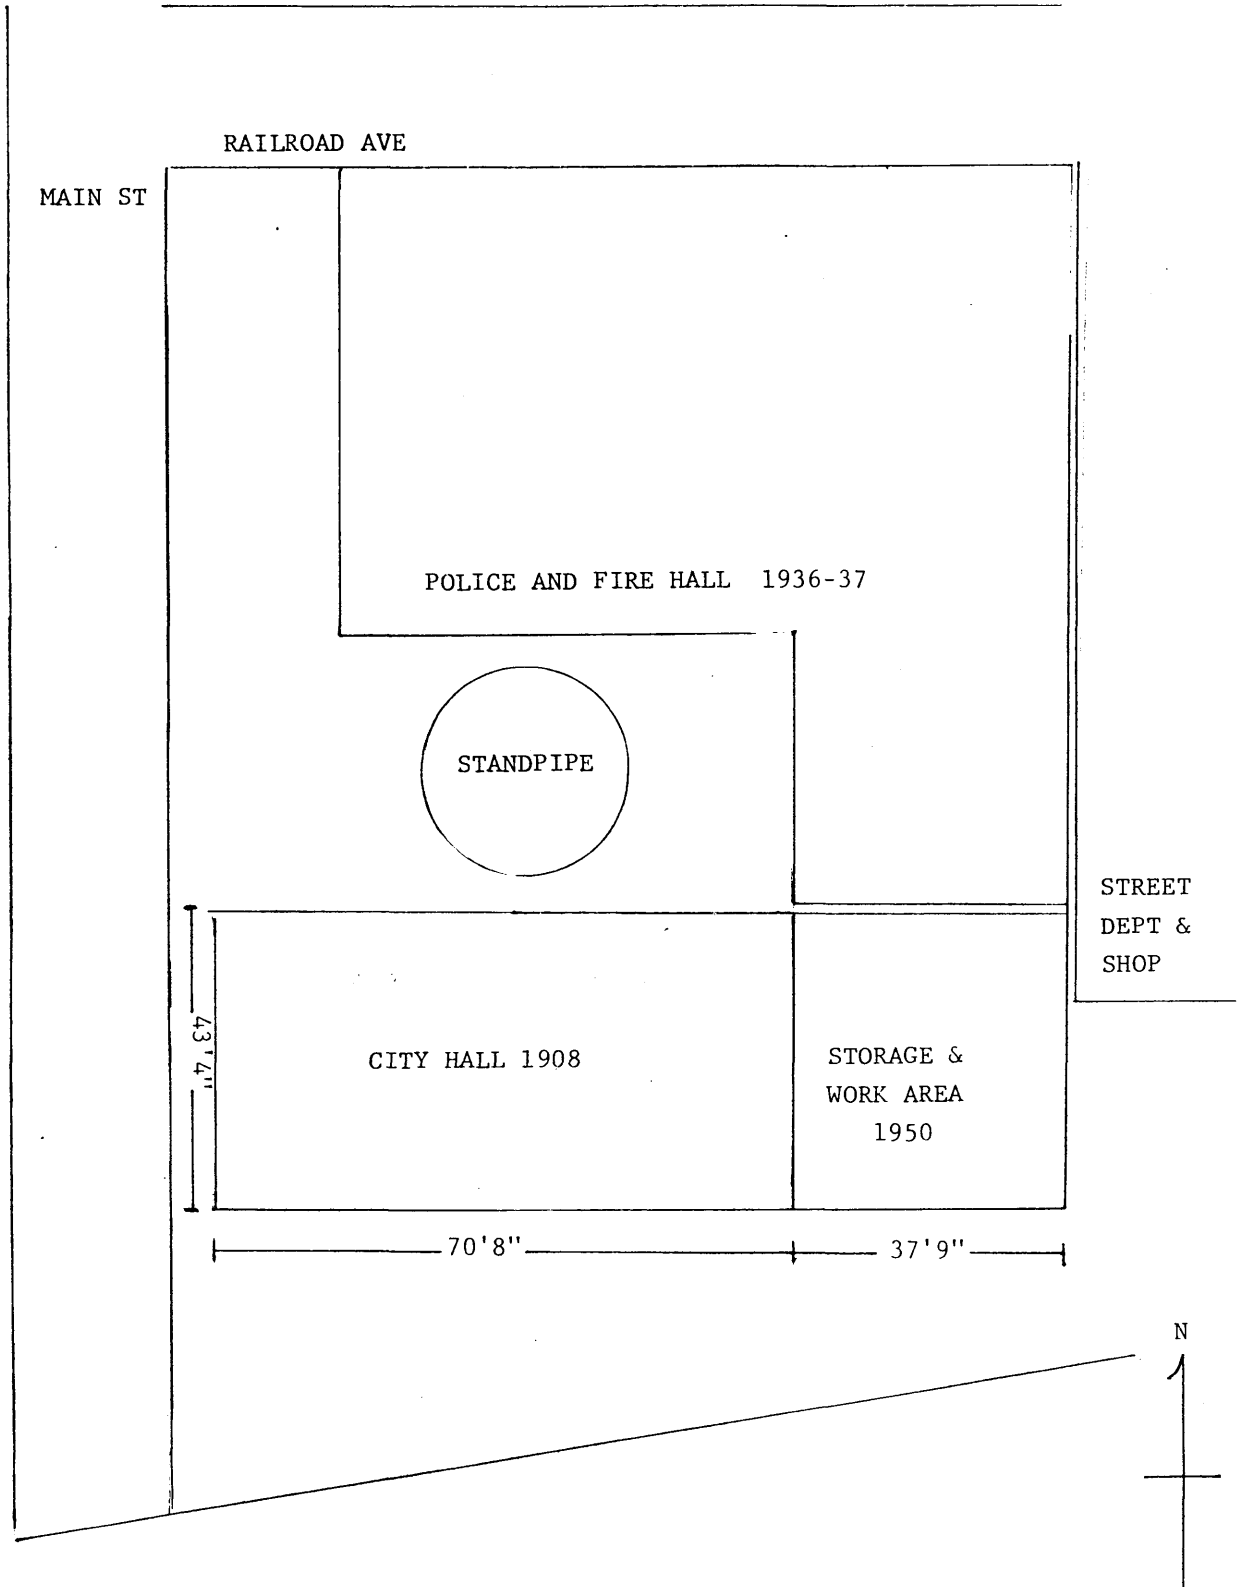 RAILROAD AVE
MAIN ST
POLICE AND FIRE HALL 1936-37
STANDPIPE
STREET
DEPT &
SHOP
43'4"
CITY HALL 1908
STORAGE &
WORK AREA
1950
70'8"
37'9"
N